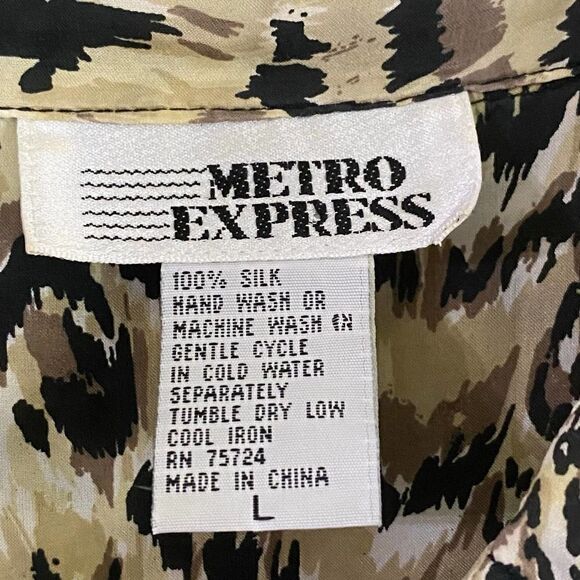 METRO
EXPRESS
100% SILK
HAND WASH OR
MACHINE WASH ON
GENTLE CYCLE
IN COLD WATER
SEPARATELY
TUMBLE DRY LOW
COOL IRON
RN 75724
MADE IN CHINA
L